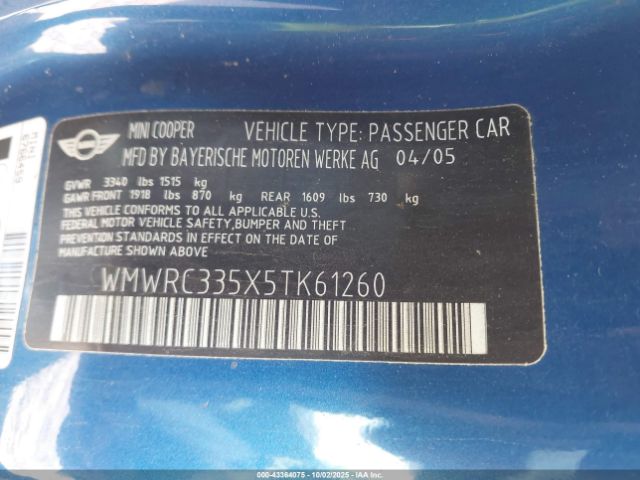 MINI COOPER VEHICLE TYPE: PASSENGER CAR
MFD BY BAYERISCHE MOTOREN WERKE AG 04/05
GVWR 3340 lbs 1515 kg
GAWR FRONT 1918 lbs 870 kg REAR 1609 lbs 730 kg
THIS VEHICLE CONFORMS TO ALL APPLICABLE U.S.
FEDERAL MOTOR VEHICLE SAFETY,BUMPER AND THEFT
PREVENTION STANDARDS IN EFFECT ON THE DATE OF
MANUFACTURE SHOWN ABOVE
WMWRC335X5TK61260
MINI
000-43364075 - 10/02/2025 - IAA Inc. (OA)